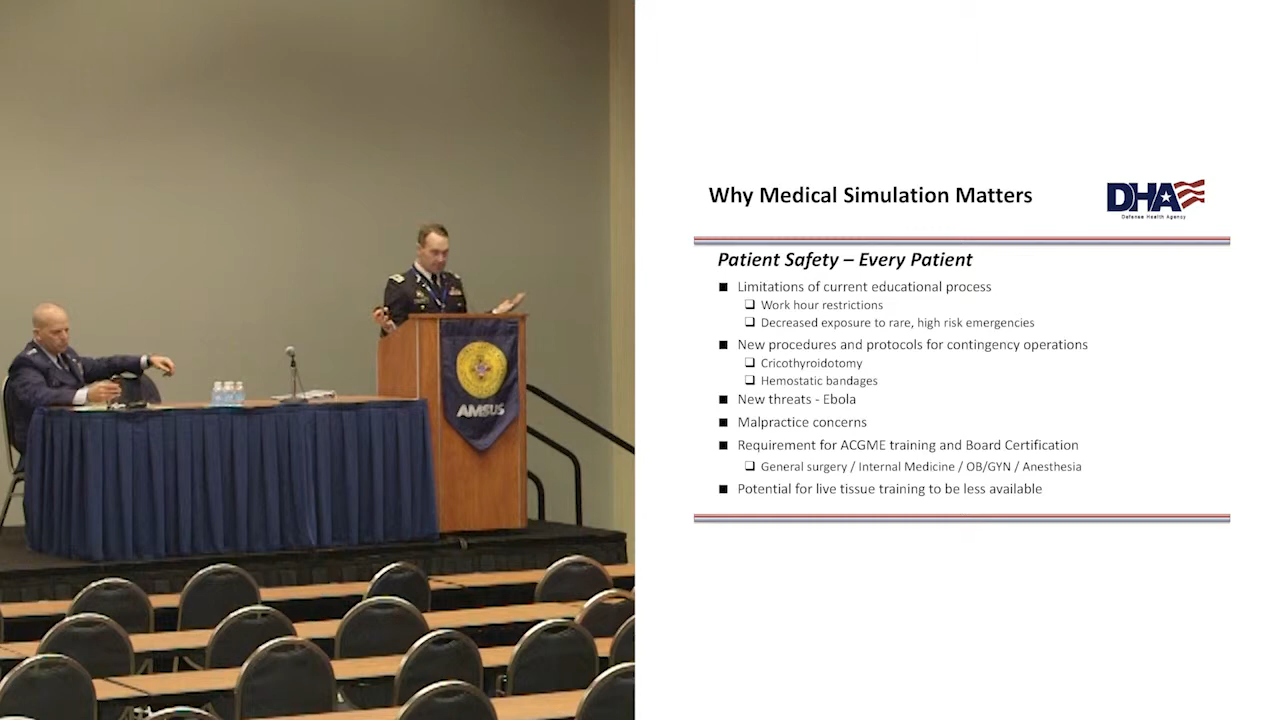 AMSUS
Why Medical Simulation Matters
DHA
Defense Health Agency
Patient Safety – Every Patient
■ Limitations of current educational process
❑ Work hour restrictions
❑ Decreased exposure to rare, high risk emergencies
■ New procedures and protocols for contingency operations
❑ Cricothyroidotomy
❑ Hemostatic bandages
■ New threats - Ebola
■ Malpractice concerns
■ Requirement for ACGME training and Board Certification
❑ General surgery / Internal Medicine / OB/GYN / Anesthesia
■ Potential for live tissue training to be less available